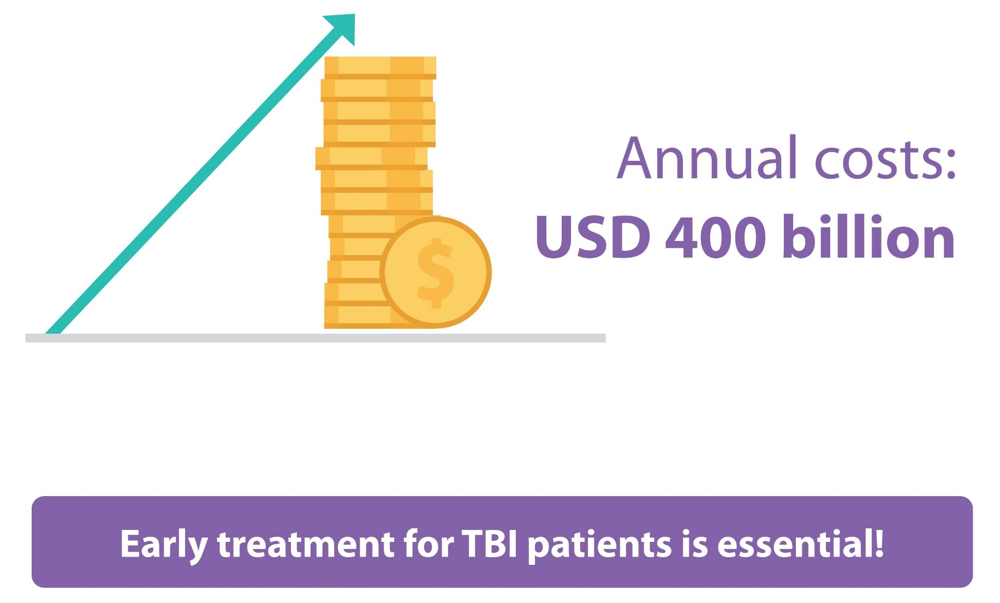 Annual costs:
USD 400 billion
$
Early treatment for TBI patients is essential!